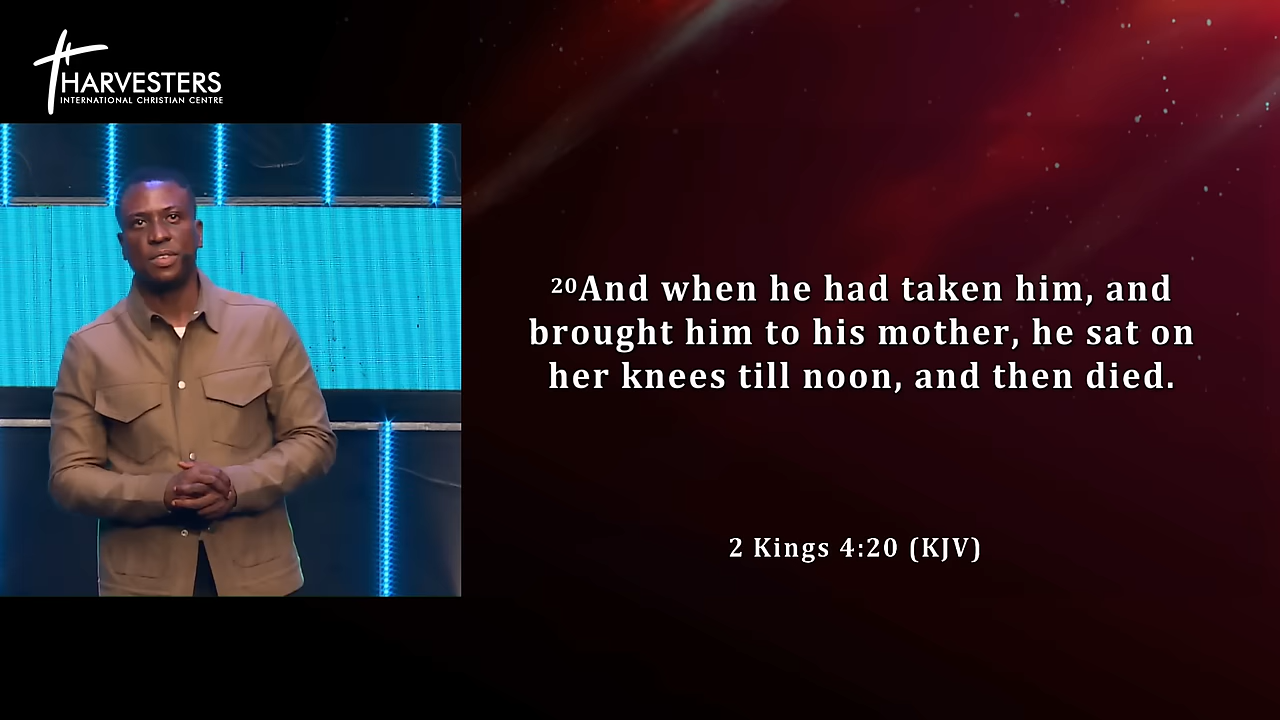 HARVESTERS
INTERNATIONAL CHRISTIAN CENTRE
20And when he had taken him, and
brought him to his mother, he sat on
her knees till noon, and then died.
2 Kings 4:20 (KJV)